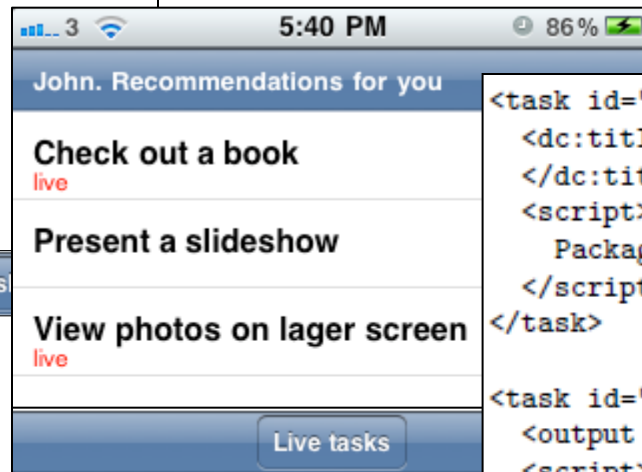 3 5:40 PM 86%
John. Recommendations for you
Check out a book
live
Present a slideshow
View photos on lager screen
live
Live tasks
<task id="
<dc:titl
</dc:tit
<script>
Packag
</script
</task>
<task id="
<output
<script>